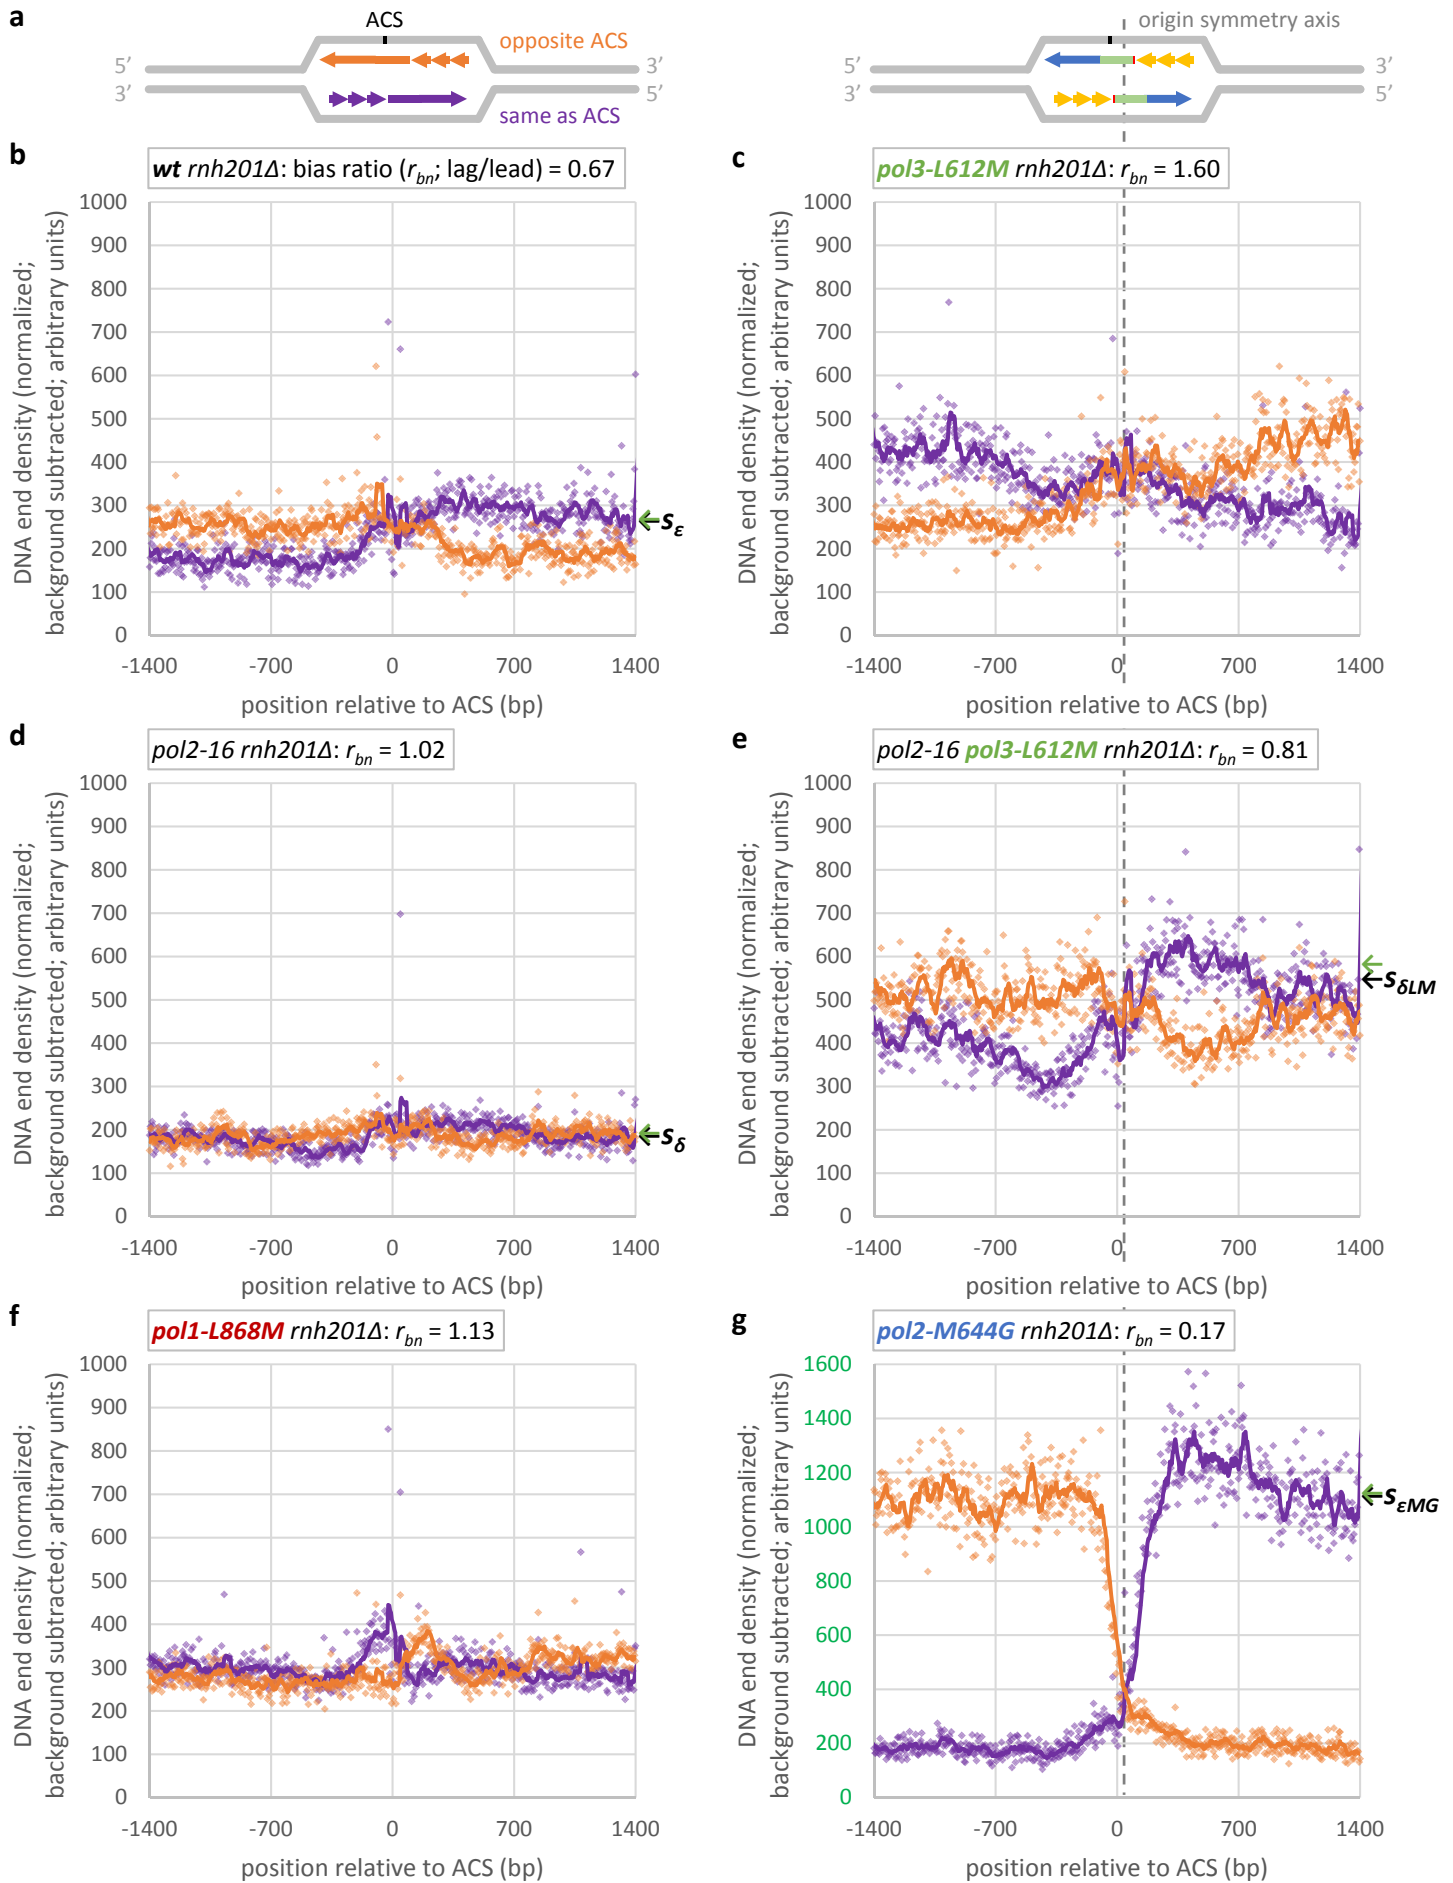 a
ACS
origin symmetry axis
opposite ACS
5’
3’
5’
3’
3’
5’
3’
5’
same as ACS
b
wt rnh201Δ: bias ratio (rbn; lag/lead) = 0.67
DNA end density (normalized;
background subtracted; arbitrary units)
1000
900
800
700
600
500
400
300
200
100
0
-1400
-700
0
700
1400
position relative to ACS (bp)
←sε
c
pol3-L612M rnh201Δ: rbn = 1.60
DNA end density (normalized;
background subtracted; arbitrary units)
1000
900
800
700
600
500
400
300
200
100
0
-1400
-700
0
700
1400
position relative to ACS (bp)
d
pol2-16 rnh201Δ: rbn = 1.02
DNA end density (normalized;
background subtracted; arbitrary units)
1000
900
800
700
600
500
400
300
200
100
0
-1400
-700
0
700
1400
position relative to ACS (bp)
←sδ
e
pol2-16 pol3-L612M rnh201Δ: rbn = 0.81
DNA end density (normalized;
background subtracted; arbitrary units)
1000
900
800
700
600
500
400
300
200
100
0
-1400
-700
0
700
1400
position relative to ACS (bp)
←
←sδLM
f
pol1-L868M rnh201Δ: rbn = 1.13
DNA end density (normalized;
background subtracted; arbitrary units)
1000
900
800
700
600
500
400
300
200
100
0
-1400
-700
0
700
1400
position relative to ACS (bp)
g
pol2-M644G rnh201Δ: rbn = 0.17
DNA end density (normalized;
background subtracted; arbitrary units)
1600
1400
1200
1000
800
600
400
200
0
-1400
-700
0
700
1400
position relative to ACS (bp)
←sεMG